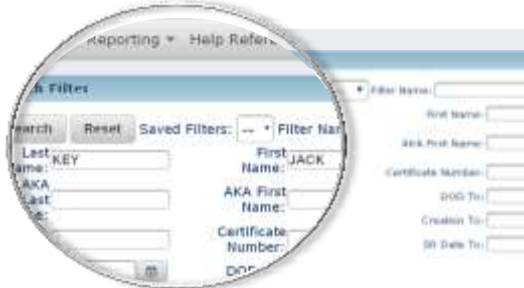 Reporting ▾ Help Refere
h Filter
Filter Name:
earch Reset Saved Filters: -- Filter Nam
First Name:
Last Name: KEY First Name: JACK
AKA First Name:
AKA Last Name: AKA First Name:
Certificate Number:
Certificate Number:
DOD To:
DOD
Creation To:
SR Date To: